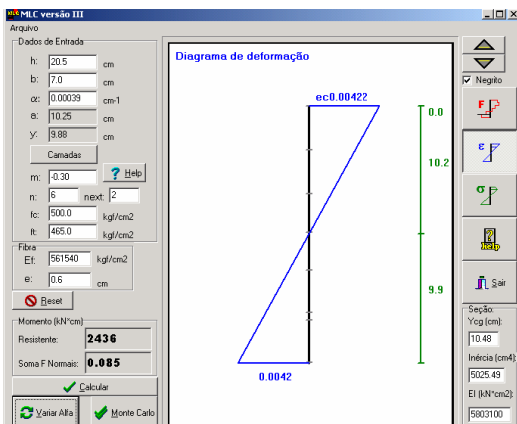 MLC versão III
Arquivo
Dados de Entrada
h: 20.5 cm
b: 7.0 cm
α: 0.00039 cm-1
a: 10.25 cm
y: 9.88 cm
Camadas
m: -0.30 ? Help
n: 6 next: 2
fc: 500.0 kgf/cm2
ft: 465.0 kgf/cm2
Fibra
Ef: 561540 kgf/cm2
e: 0.6 cm
Reset
Momento (kN*cm)
Resistente: 2436
Soma F Normais: 0.085
Calcular
Variar Alfa
Monte Carlo
Diagrama de deformação
ec0.00422
0.0
10.2
9.9
0.0042
Negrito
F
ε
σ
Help
Sair
Seção:
Ycg (cm):
10.48
Inércia (cm4):
5025.49
EI (kN*cm2):
5803100